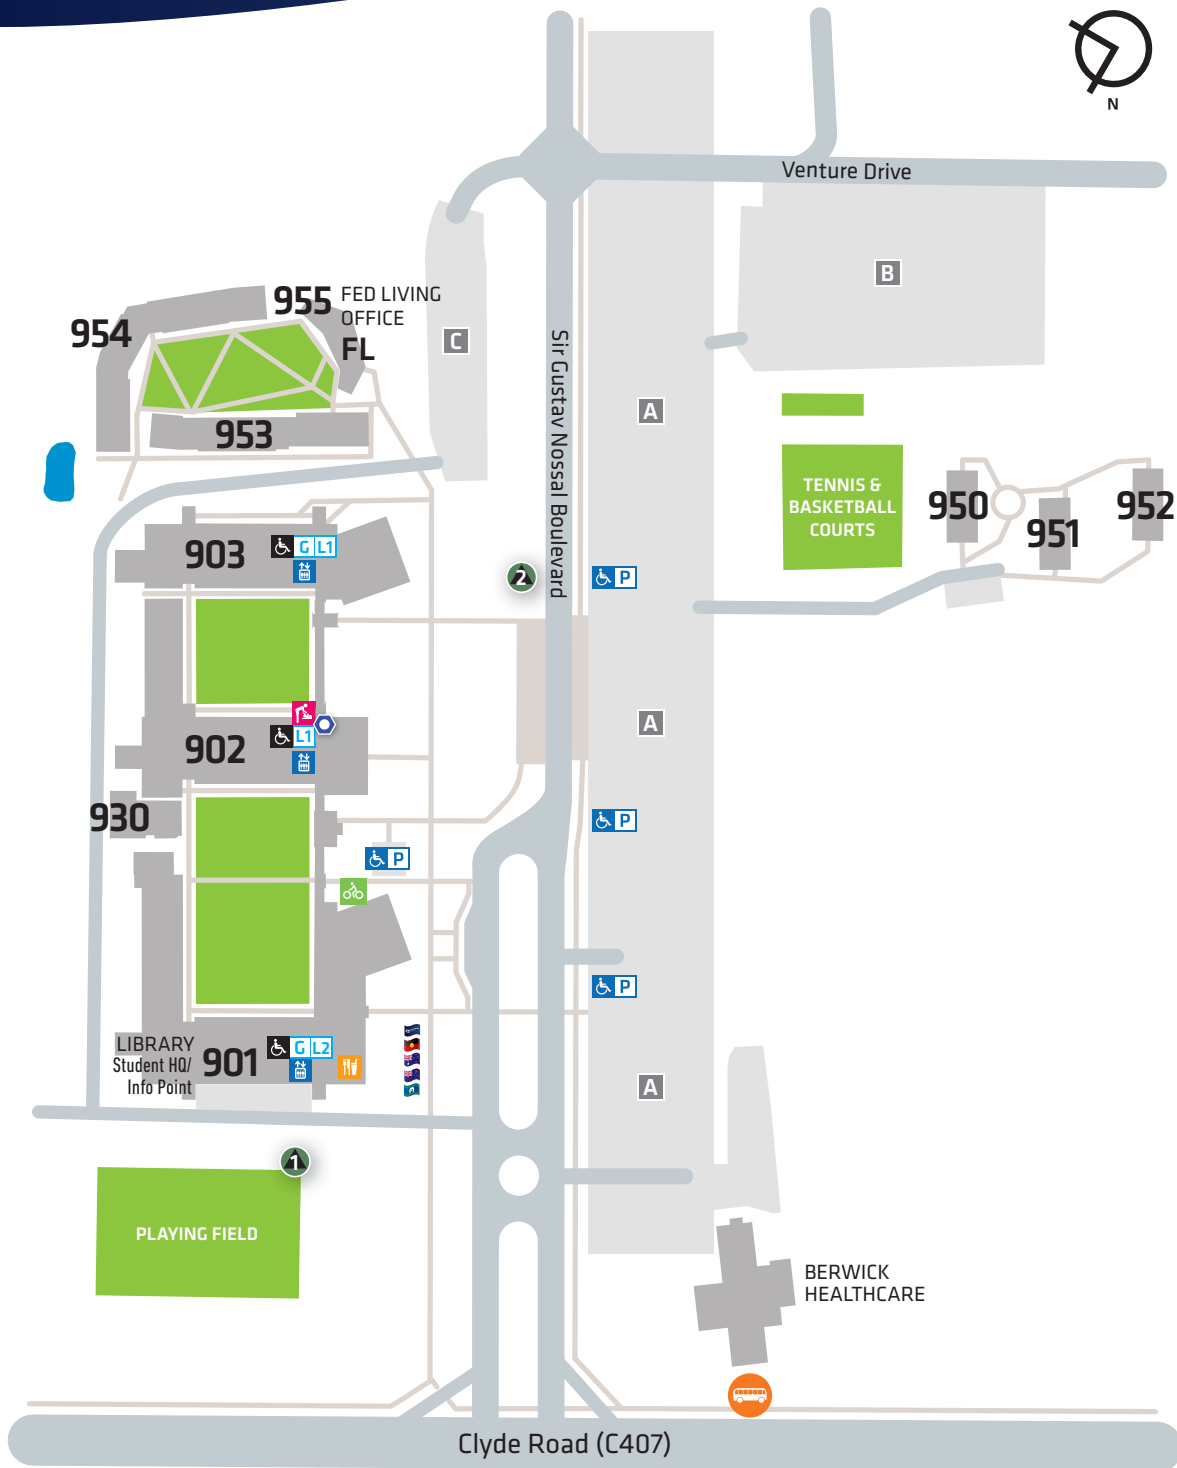 N
Venture Drive
B
955 FED LIVING
OFFICE
FL
954
C
Sir Gustav Nossal Boulevard
A
953
TENNIS &
BASKETBALL
COURTS
950
951
952
903
G L1
2
P
A
902
L1
930
P
P
P
LIBRARY
Student HQ/
Info Point
901
G L2
A
1
PLAYING FIELD
BERWICK
HEALTHCARE
Clyde Road (C407)